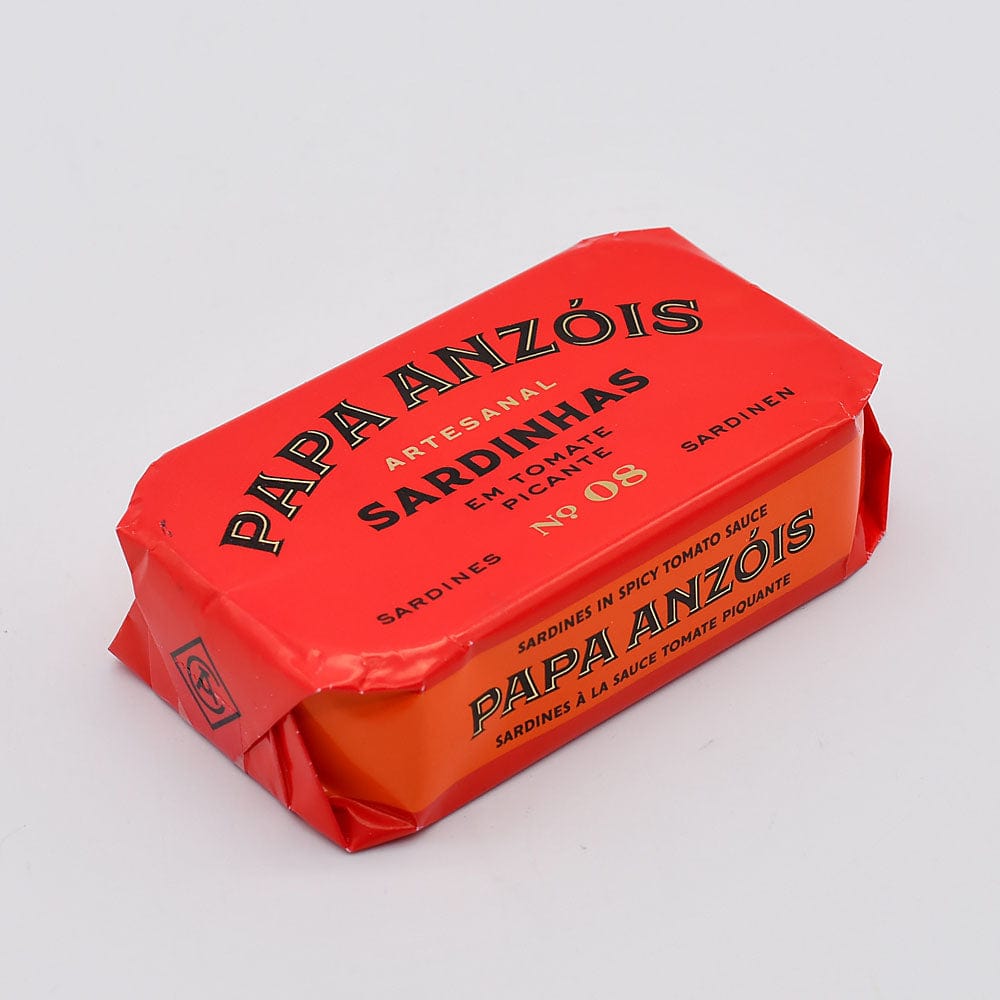 PAPA ANZÓIS
ARTESANAL
SARDINHAS
EM TOMATE
PICANTE
Nº 08
SARDINES
SARDINEN
SARDINES IN SPICY TOMATO SAUCE
PAPA ANZÓIS
SARDINES À LA SAUCE TOMATE PIQUANTE